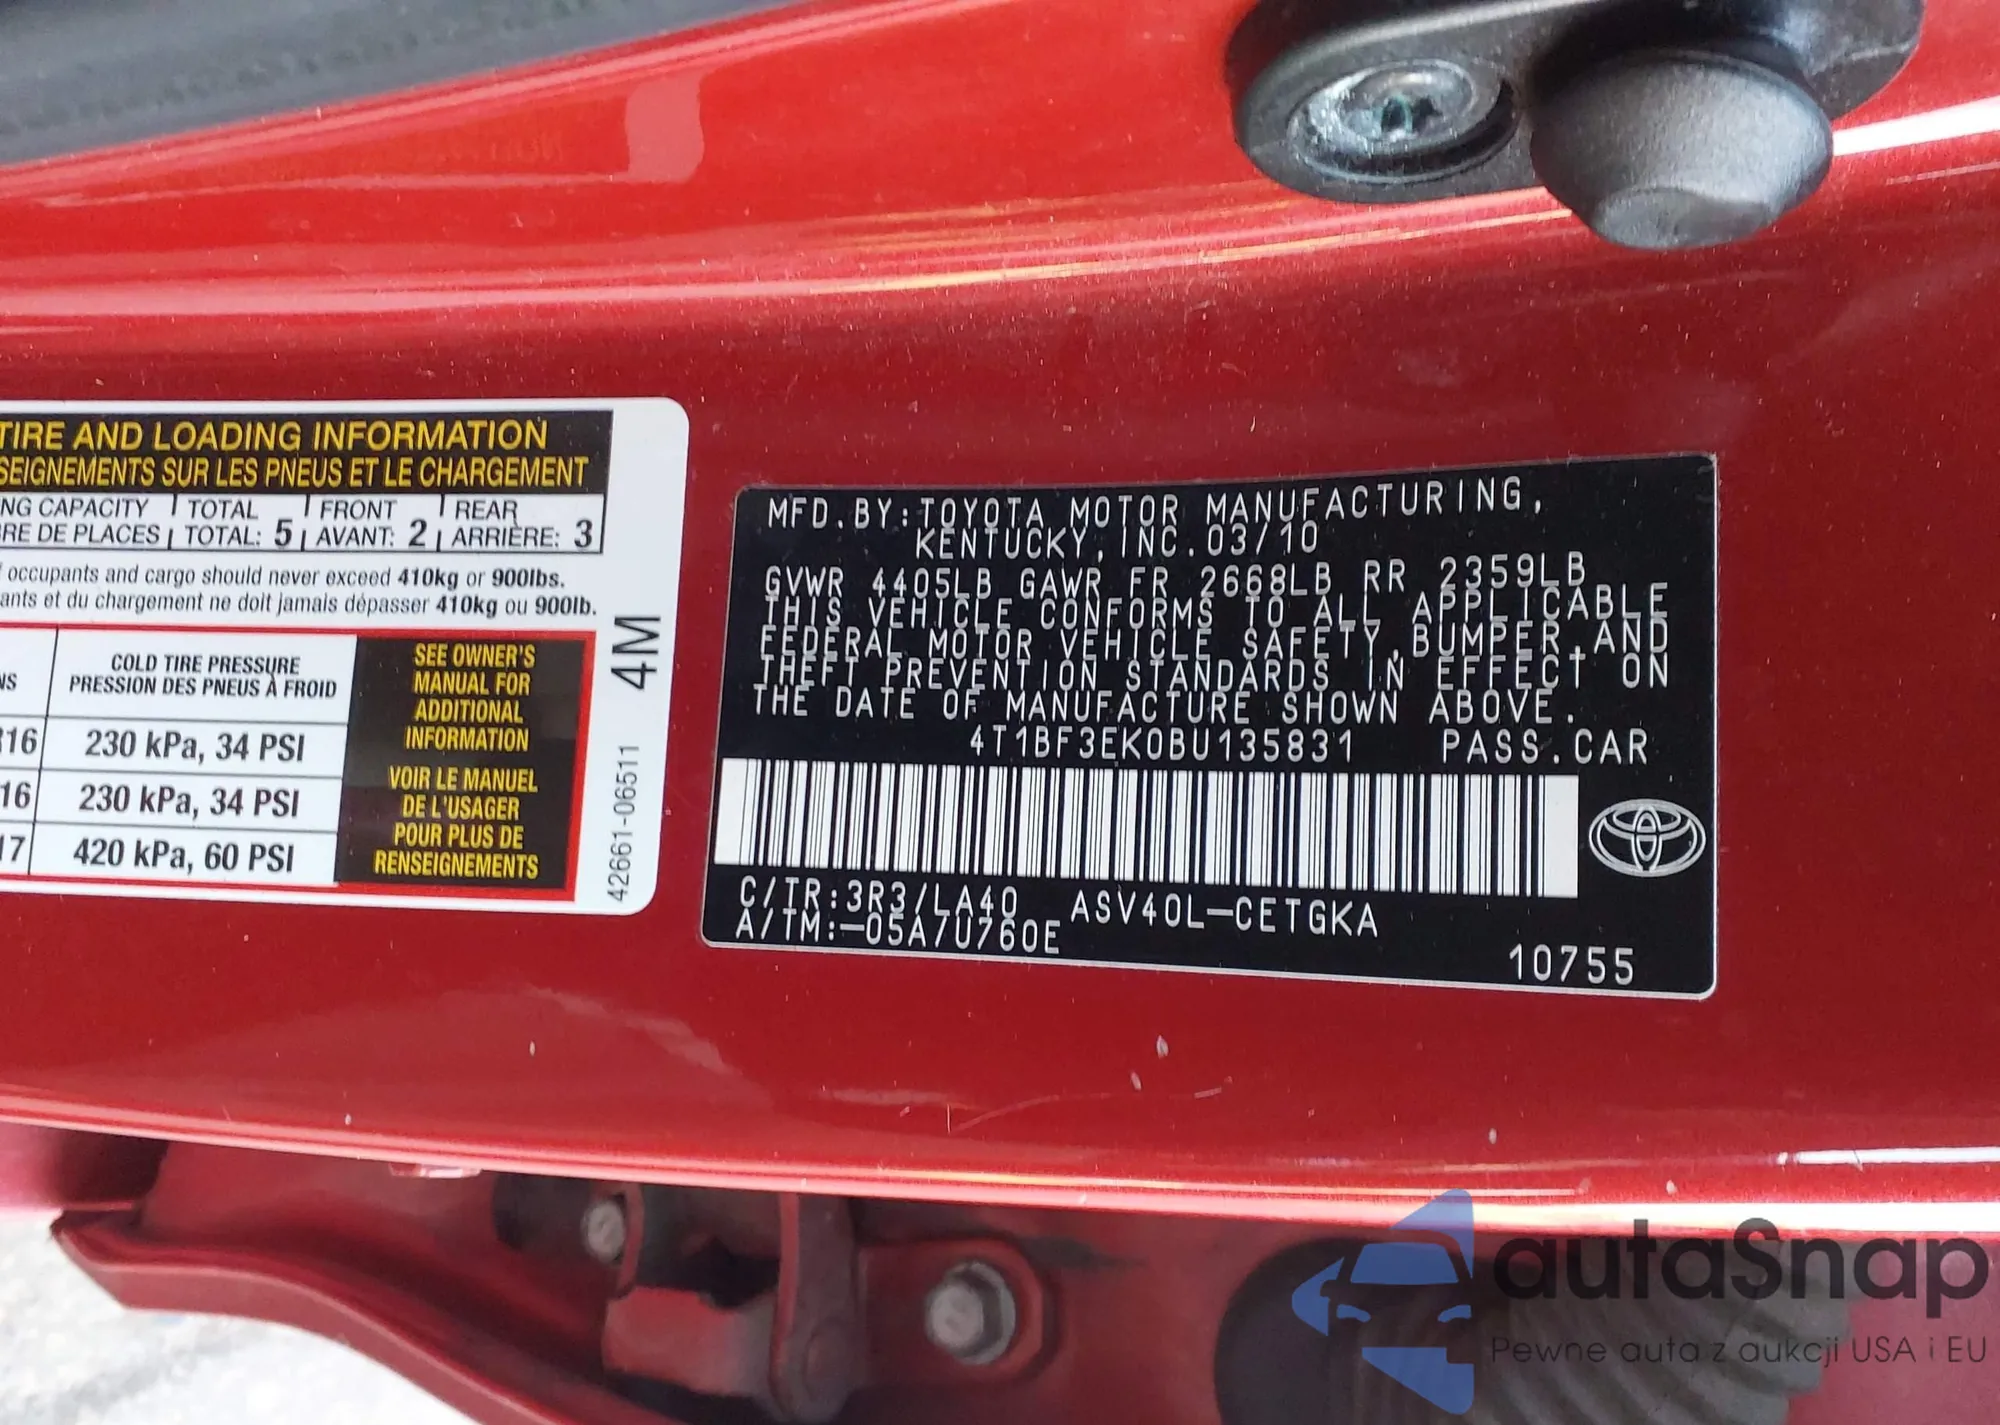 TIRE AND LOADING INFORMATION
SEIGNEMENTS SUR LES PNEUS ET LE CHARGEMENT
NG CAPACITY TOTAL FRONT REAR
RE DE PLACES TOTAL: 5 AVANT: 2 ARRIÈRE: 3
occupants and cargo should never exceed 410kg or 900lbs.
ants et du chargement ne doit jamais dépasser 410kg ou 900lb.
NS
COLD TIRE PRESSURE
PRESSION DES PNEUS À FROID
16 230 kPa, 34 PSI
16 230 kPa, 34 PSI
17 420 kPa, 60 PSI
SEE OWNER'S
MANUAL FOR
ADDITIONAL
INFORMATION
VOIR LE MANUEL
DE L'USAGER
POUR PLUS DE
RENSEIGNEMENTS
4M
42661-06511
MFD.BY:TOYOTA MOTOR MANUFACTURING,
KENTUCKY,INC.03/10
GVWR 4405LB GAWR FR 2668LB RR 2359LB
THIS VEHICLE CONFORMS TO ALL APPLICABLE
FEDERAL MOTOR VEHICLE SAFETY,BUMPER,AND
THEFT PREVENTION STANDARDS IN EFFECT ON
THE DATE OF MANUFACTURE SHOWN ABOVE.
4T1BF3EK0BU135831 PASS.CAR
C/TR:3R3/LA40 ASV40L-CETGKA
A/TM:-05A/U760E
10755
autoSnap
Pewne auta z aukcji USA i EU